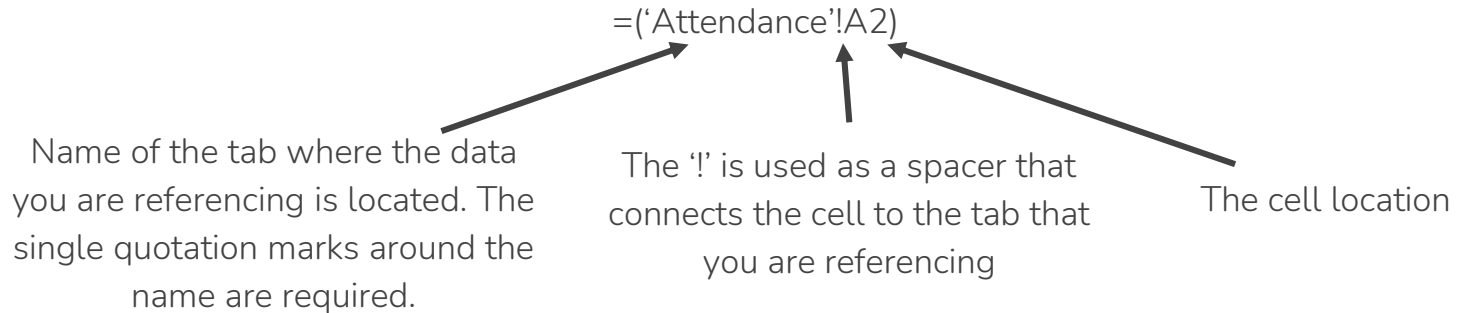 =(‘Attendance’!A2)
Name of the tab where the data
you are referencing is located. The
single quotation marks around the
name are required.
The ‘!’ is used as a spacer that
connects the cell to the tab that
you are referencing
The cell location